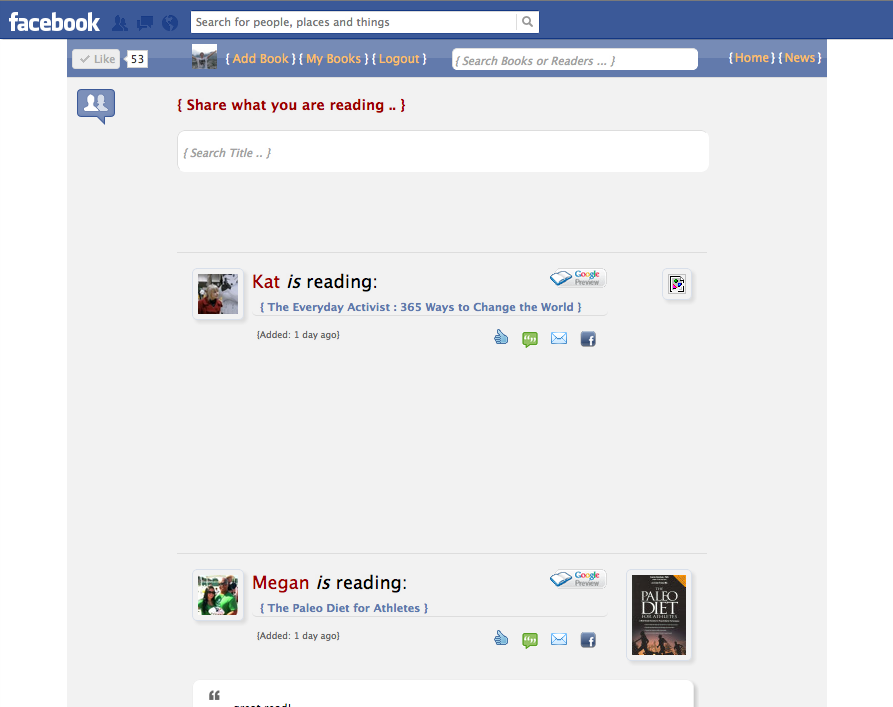 facebook
Search for people, places and things
Like 53 { Add Book } { My Books } { Logout } { Search Books or Readers ... } { Home } { News }
{ Share what you are reading .. }
{ Search Title .. }
Kat is reading:
Google Preview
{ The Everyday Activist : 365 Ways to Change the World }
{Added: 1 day ago}
Megan is reading:
Google Preview
{ The Paleo Diet for Athletes }
THE PALEO DIET FOR ATHLETES
{Added: 1 day ago}
“
great read!